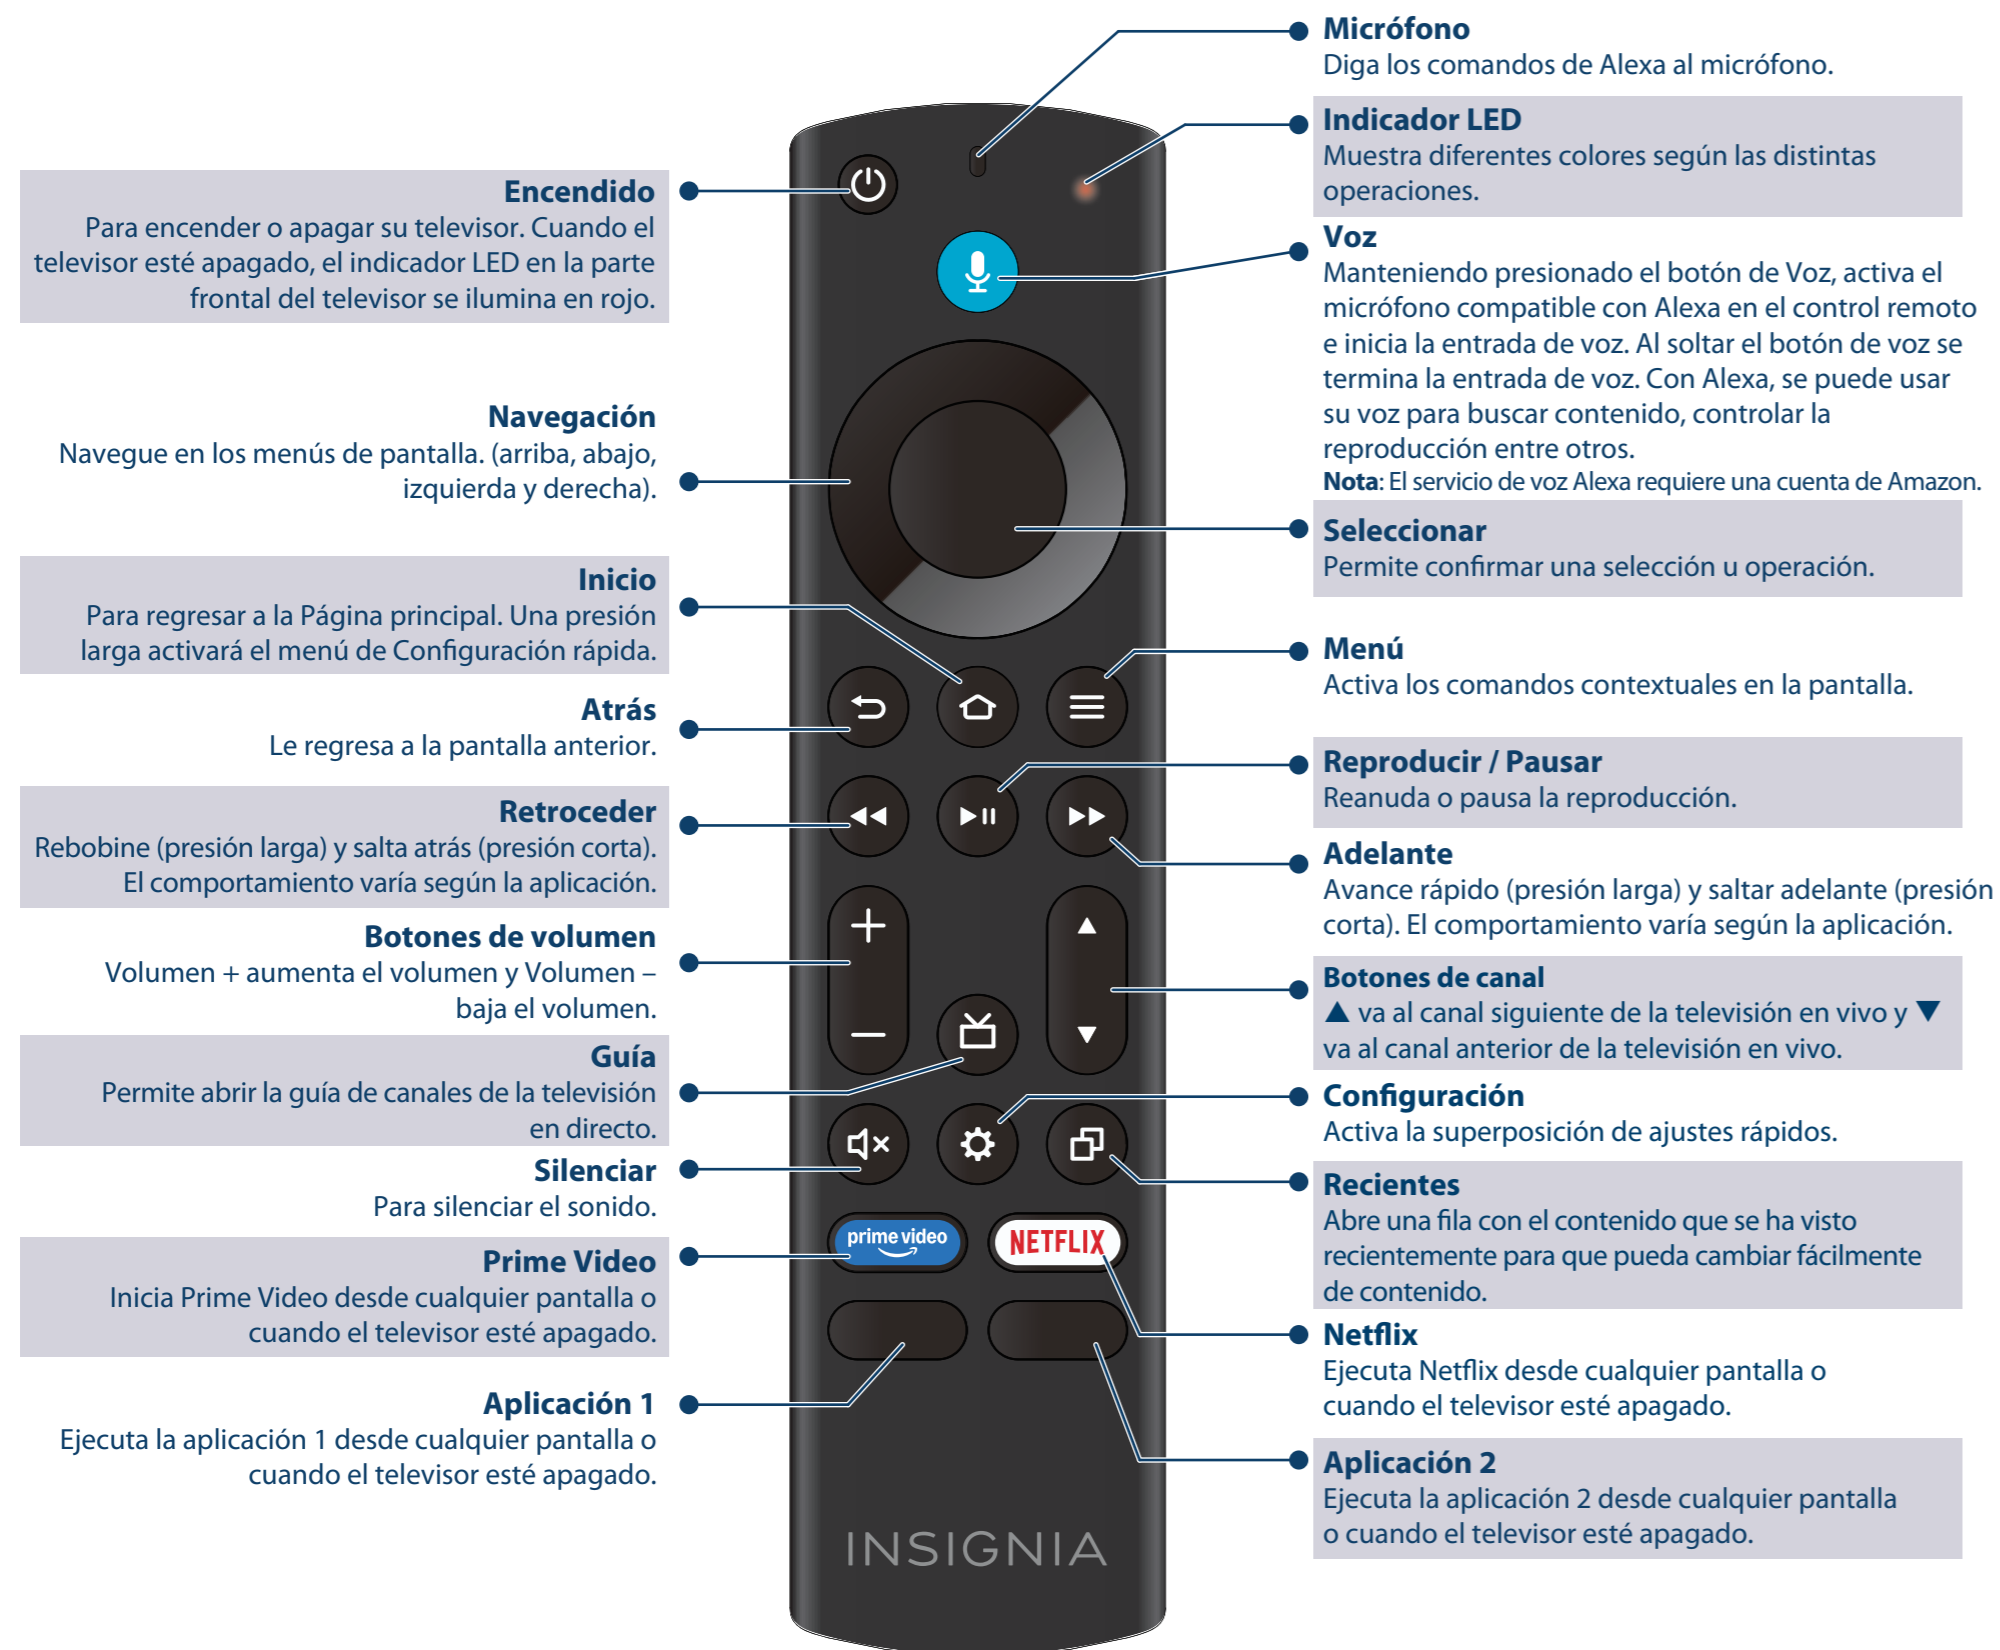 Micrófono
Diga los comandos de Alexa al micrófono.
Indicador LED
Muestra diferentes colores según las distintas
operaciones.
Voz
Manteniendo presionado el botón de Voz, activa el
micrófono compatible con Alexa en el control remoto
e inicia la entrada de voz. Al soltar el botón de voz se
termina la entrada de voz. Con Alexa, se puede usar
su voz para buscar contenido, controlar la
reproducción entre otros.
Nota: El servicio de voz Alexa requiere una cuenta de Amazon.
Seleccionar
Permite confirmar una selección u operación.
Menú
Activa los comandos contextuales en la pantalla.
Reproducir / Pausar
Reanuda o pausa la reproducción.
Adelante
Avance rápido (presión larga) y saltar adelante (presión
corta). El comportamiento varía según la aplicación.
Botones de canal
▲ va al canal siguiente de la televisión en vivo y ▼
va al canal anterior de la televisión en vivo.
Configuración
Activa la superposición de ajustes rápidos.
Recientes
Abre una fila con el contenido que se ha visto
recientemente para que pueda cambiar fácilmente
de contenido.
Netflix
Ejecuta Netflix desde cualquier pantalla o
cuando el televisor esté apagado.
Aplicación 2
Ejecuta la aplicación 2 desde cualquier pantalla
o cuando el televisor esté apagado.
Encendido
Para encender o apagar su televisor. Cuando el
televisor esté apagado, el indicador LED en la parte
frontal del televisor se ilumina en rojo.
Navegación
Navegue en los menús de pantalla. (arriba, abajo,
izquierda y derecha).
Inicio
Para regresar a la Página principal. Una presión
larga activará el menú de Configuración rápida.
Atrás
Le regresa a la pantalla anterior.
Retroceder
Rebobine (presión larga) y salta atrás (presión corta).
El comportamiento varía según la aplicación.
Botones de volumen
Volumen + aumenta el volumen y Volumen –
baja el volumen.
Guía
Permite abrir la guía de canales de la televisión
en directo.
Silenciar
Para silenciar el sonido.
Prime Video
Inicia Prime Video desde cualquier pantalla o
cuando el televisor esté apagado.
Aplicación 1
Ejecuta la aplicación 1 desde cualquier pantalla o
cuando el televisor esté apagado.
prime video
NETFLIX
INSIGNIA